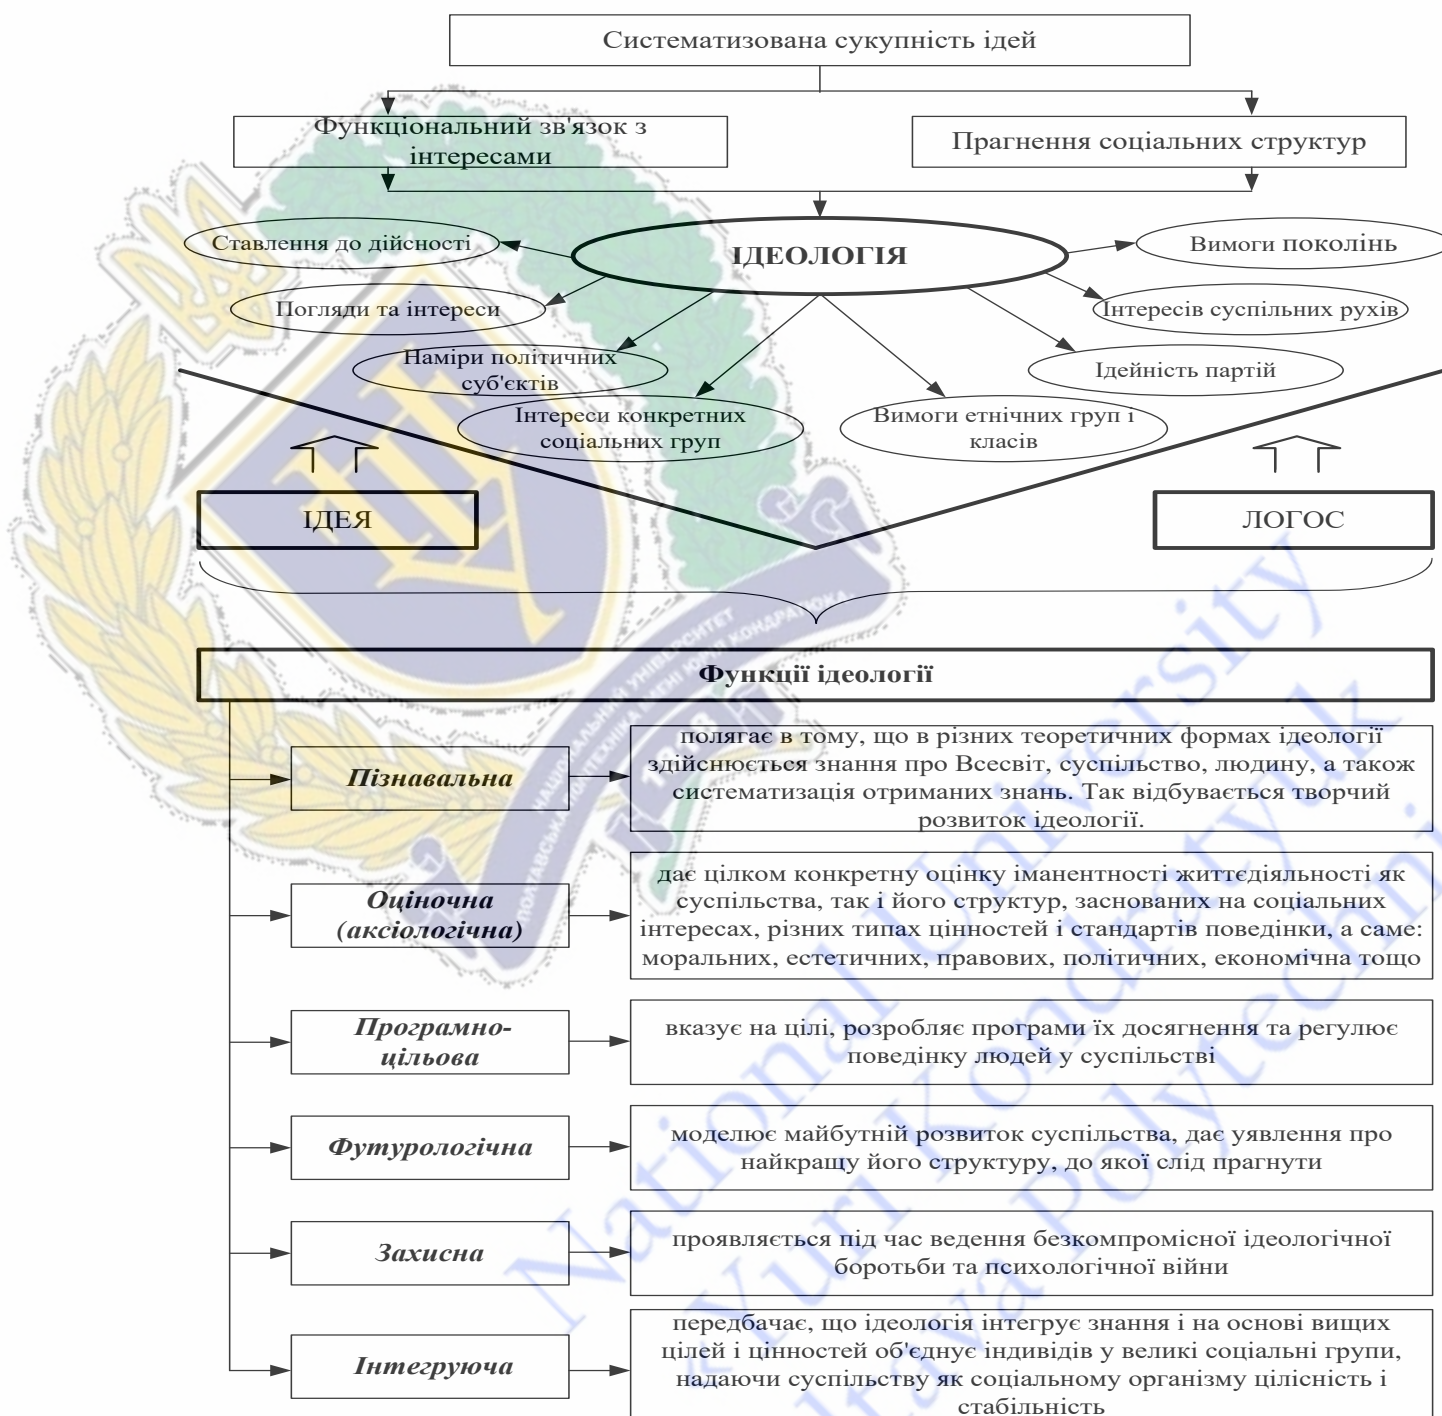 Систематизована сукупність ідей
Функціональний зв'язок з
інтересами
Прагнення соціальних структур
ІДЕОЛОГІЯ
Ставлення до дійсності
Вимоги поколінь
Погляди та інтереси
Інтересів суспільних рухів
Наміри політичних
суб'єктів
Ідейність партій
Інтереси конкретних
соціальних груп
Вимоги етнічних груп і
класів
ІДЕЯ
ЛОГОС
Функції ідеології
Пізнавальна
полягає в тому, що в різних теоретичних формах ідеології
здійснюється знання про Всесвіт, суспільство, людину, а також
систематизація отриманих знань. Так відбувається творчий
розвиток ідеології.
Оціночна
(аксіологічна)
дає цілком конкретну оцінку іманентності життєдіяльності як
суспільства, так і його структур, заснованих на соціальних
інтересах, різних типах цінностей і стандартів поведінки, а саме:
моральних, естетичних, правових, політичних, економічна тощо
Програмно-
цільова
вказує на цілі, розробляє програми їх досягнення та регулює
поведінку людей у суспільстві
Футурологічна
моделює майбутній розвиток суспільства, дає уявлення про
найкращу його структуру, до якої слід прагнути
Захисна
проявляється під час ведення безкомпромісної ідеологічної
боротьби та психологічної війни
Інтегруюча
передбачає, що ідеологія інтегрує знання і на основі вищих
цілей і цінностей об'єднує індивідів у великі соціальні групи,
надаючи суспільству як соціальному організму цілісність і
стабільність
National University
«Yuri Kondratyuk